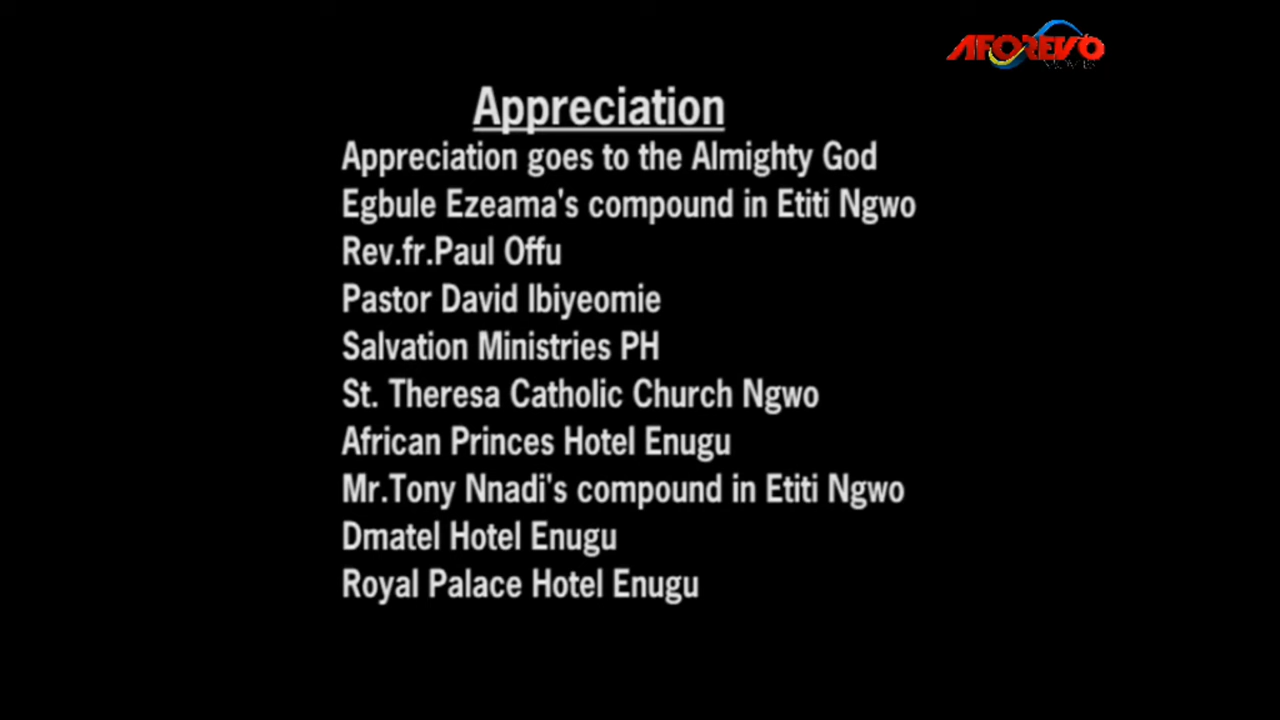 AFOREVO
Appreciation
Appreciation goes to the Almighty God
Egbule Ezeama's compound in Etiti Ngwo
Rev.fr.Paul Offu
Pastor David Ibiyeomie
Salvation Ministries PH
St. Theresa Catholic Church Ngwo
African Princes Hotel Enugu
Mr.Tony Nnadi's compound in Etiti Ngwo
Dmatel Hotel Enugu
Royal Palace Hotel Enugu